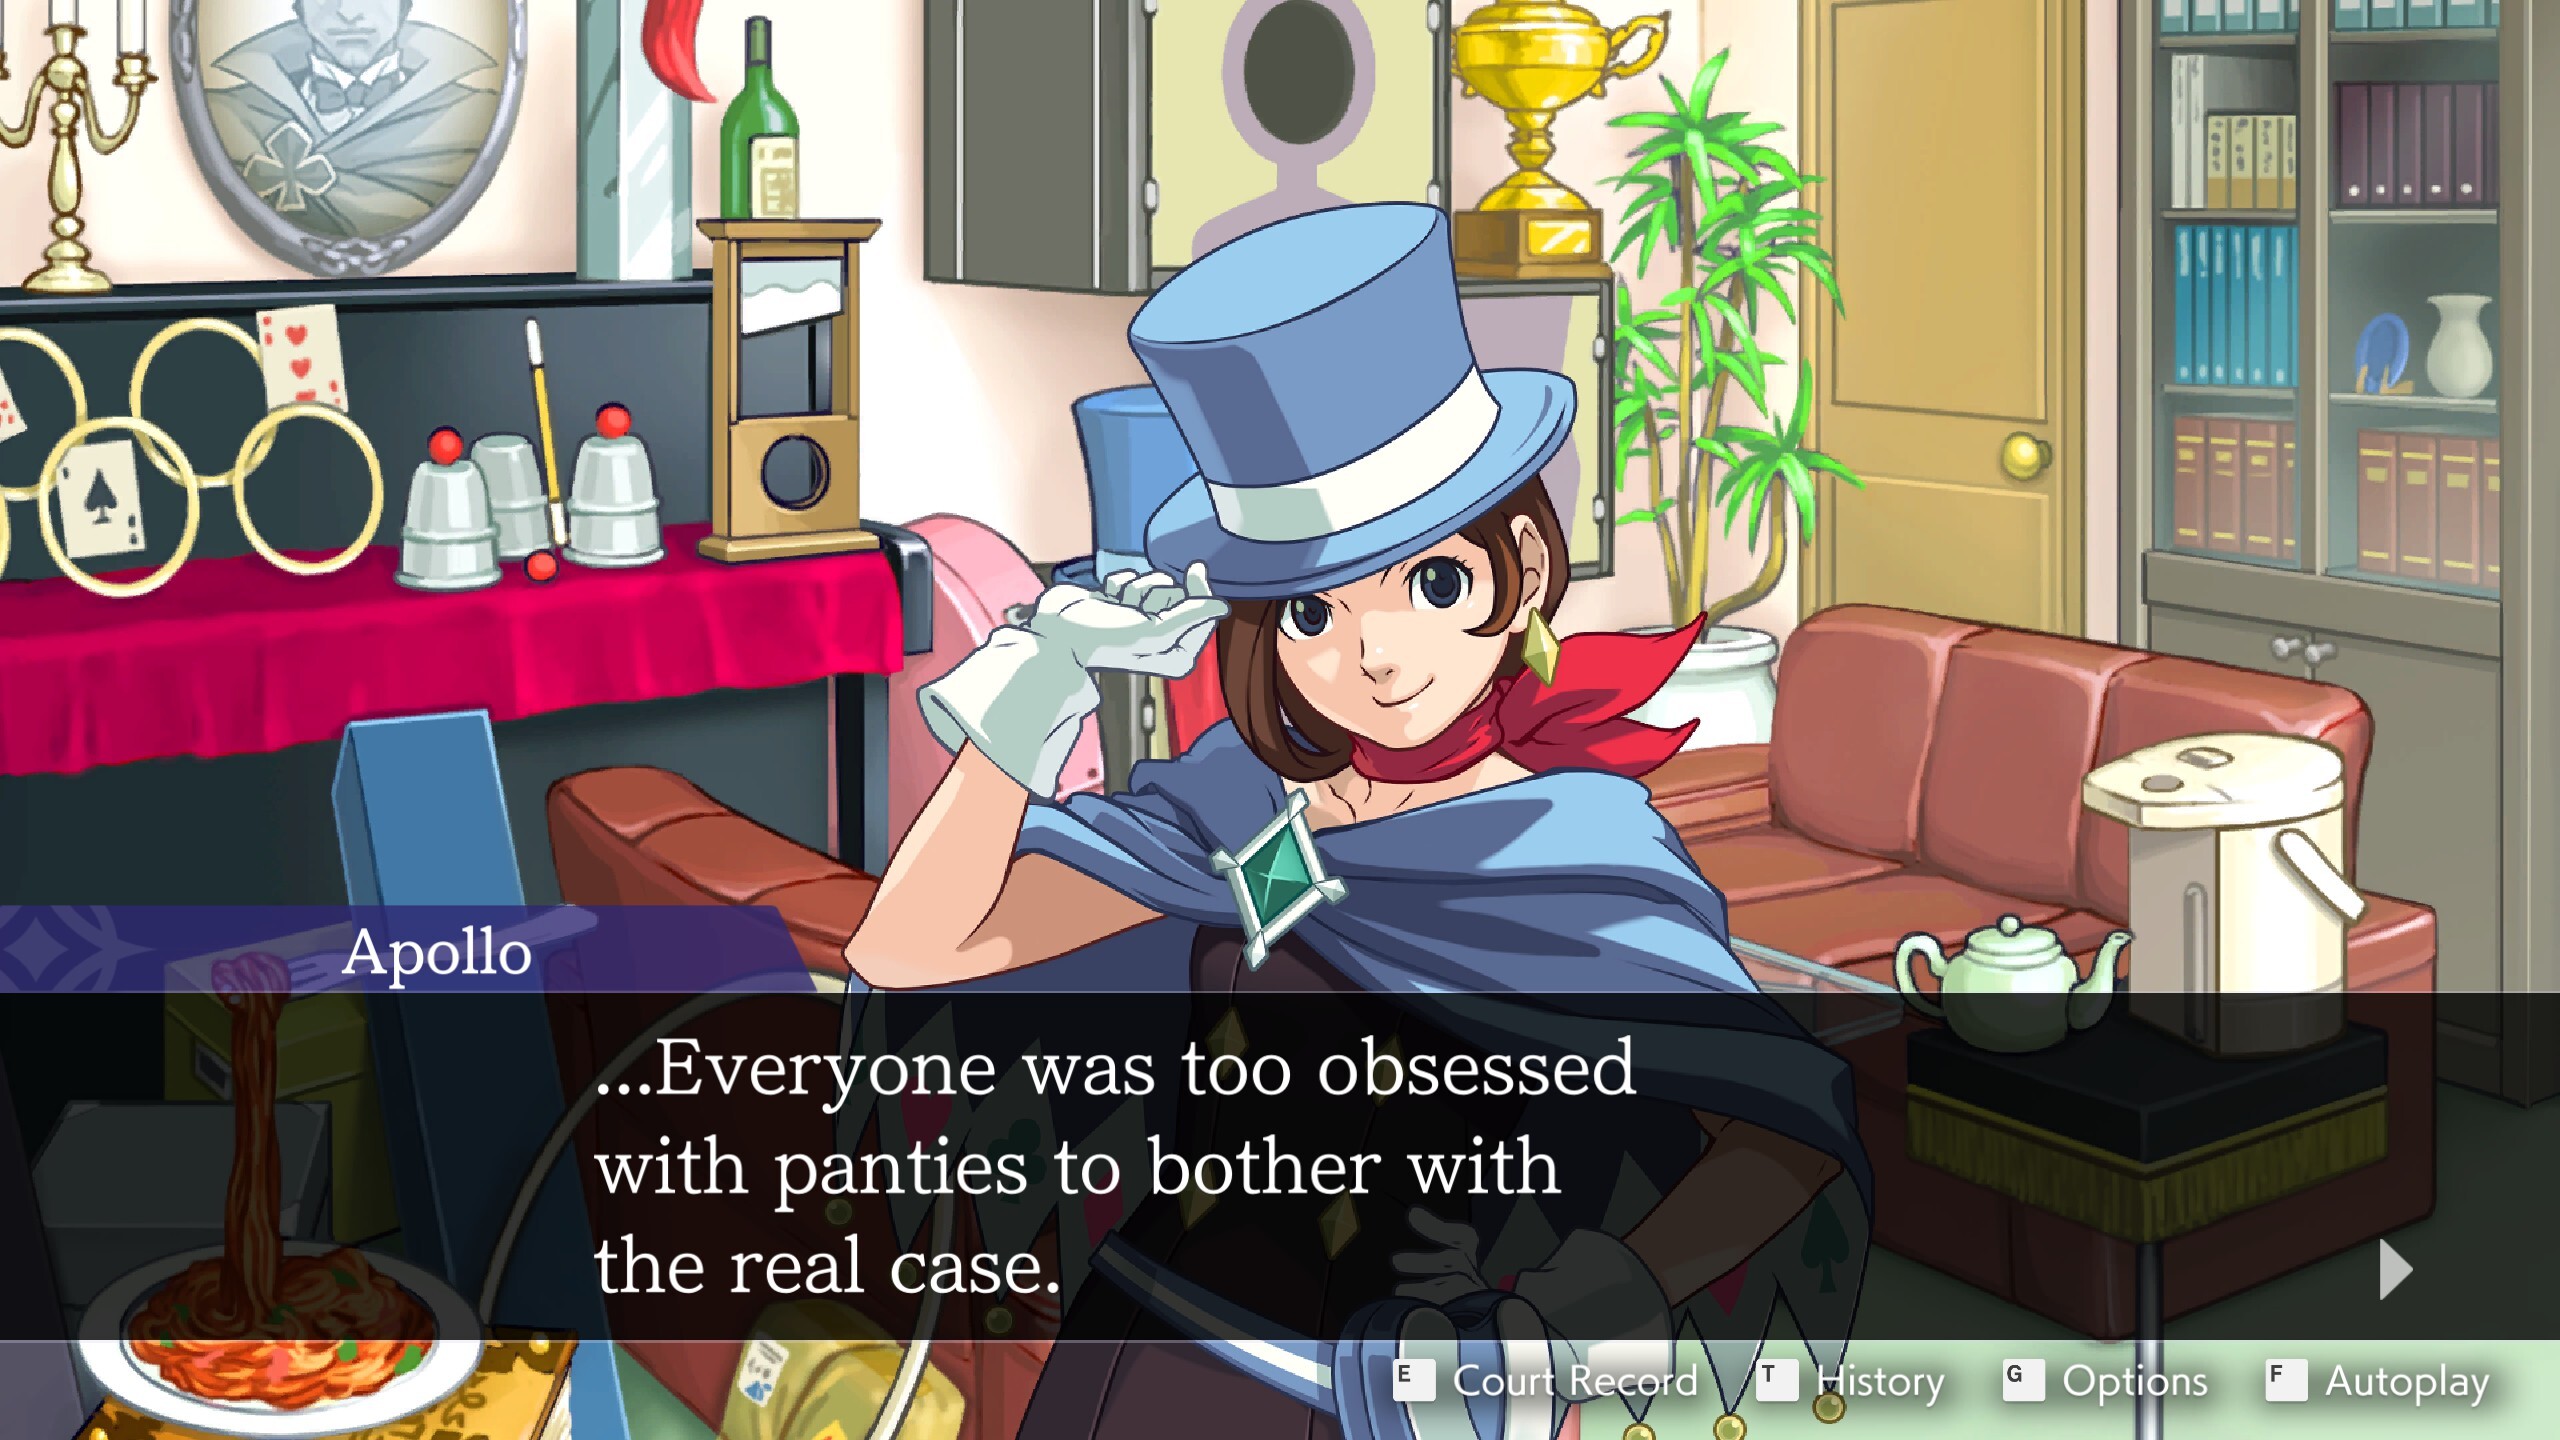 Apollo
...Everyone was too obsessed
with panties to bother with
the real case.
E Court Record T History G Options F Autoplay